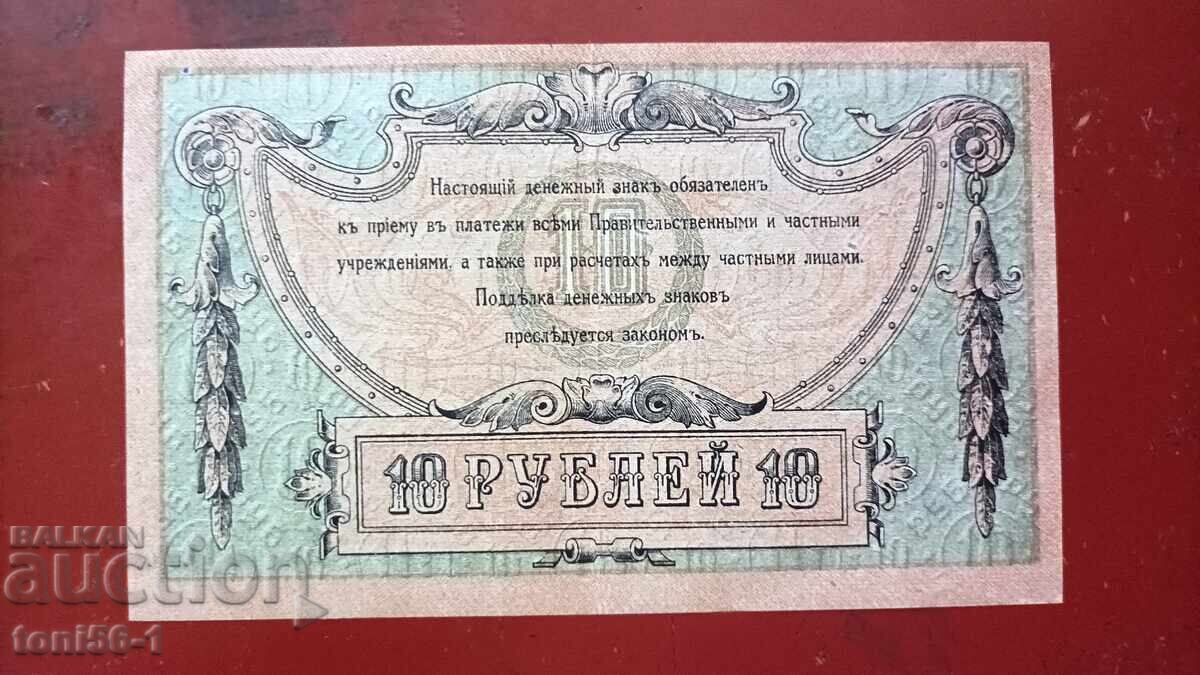 Настоящій денежный знакъ обязателенъ
къ пріему въ платежи всѣми Правительственными и частными
учрежденіями, а также при расчетахъ между частными лицами.
Поддѣлка денежныхъ знаковъ
преслѣдуется закономъ.
10
10 РУБЛЕЙ 10
BALKAN
auction
toni56-1